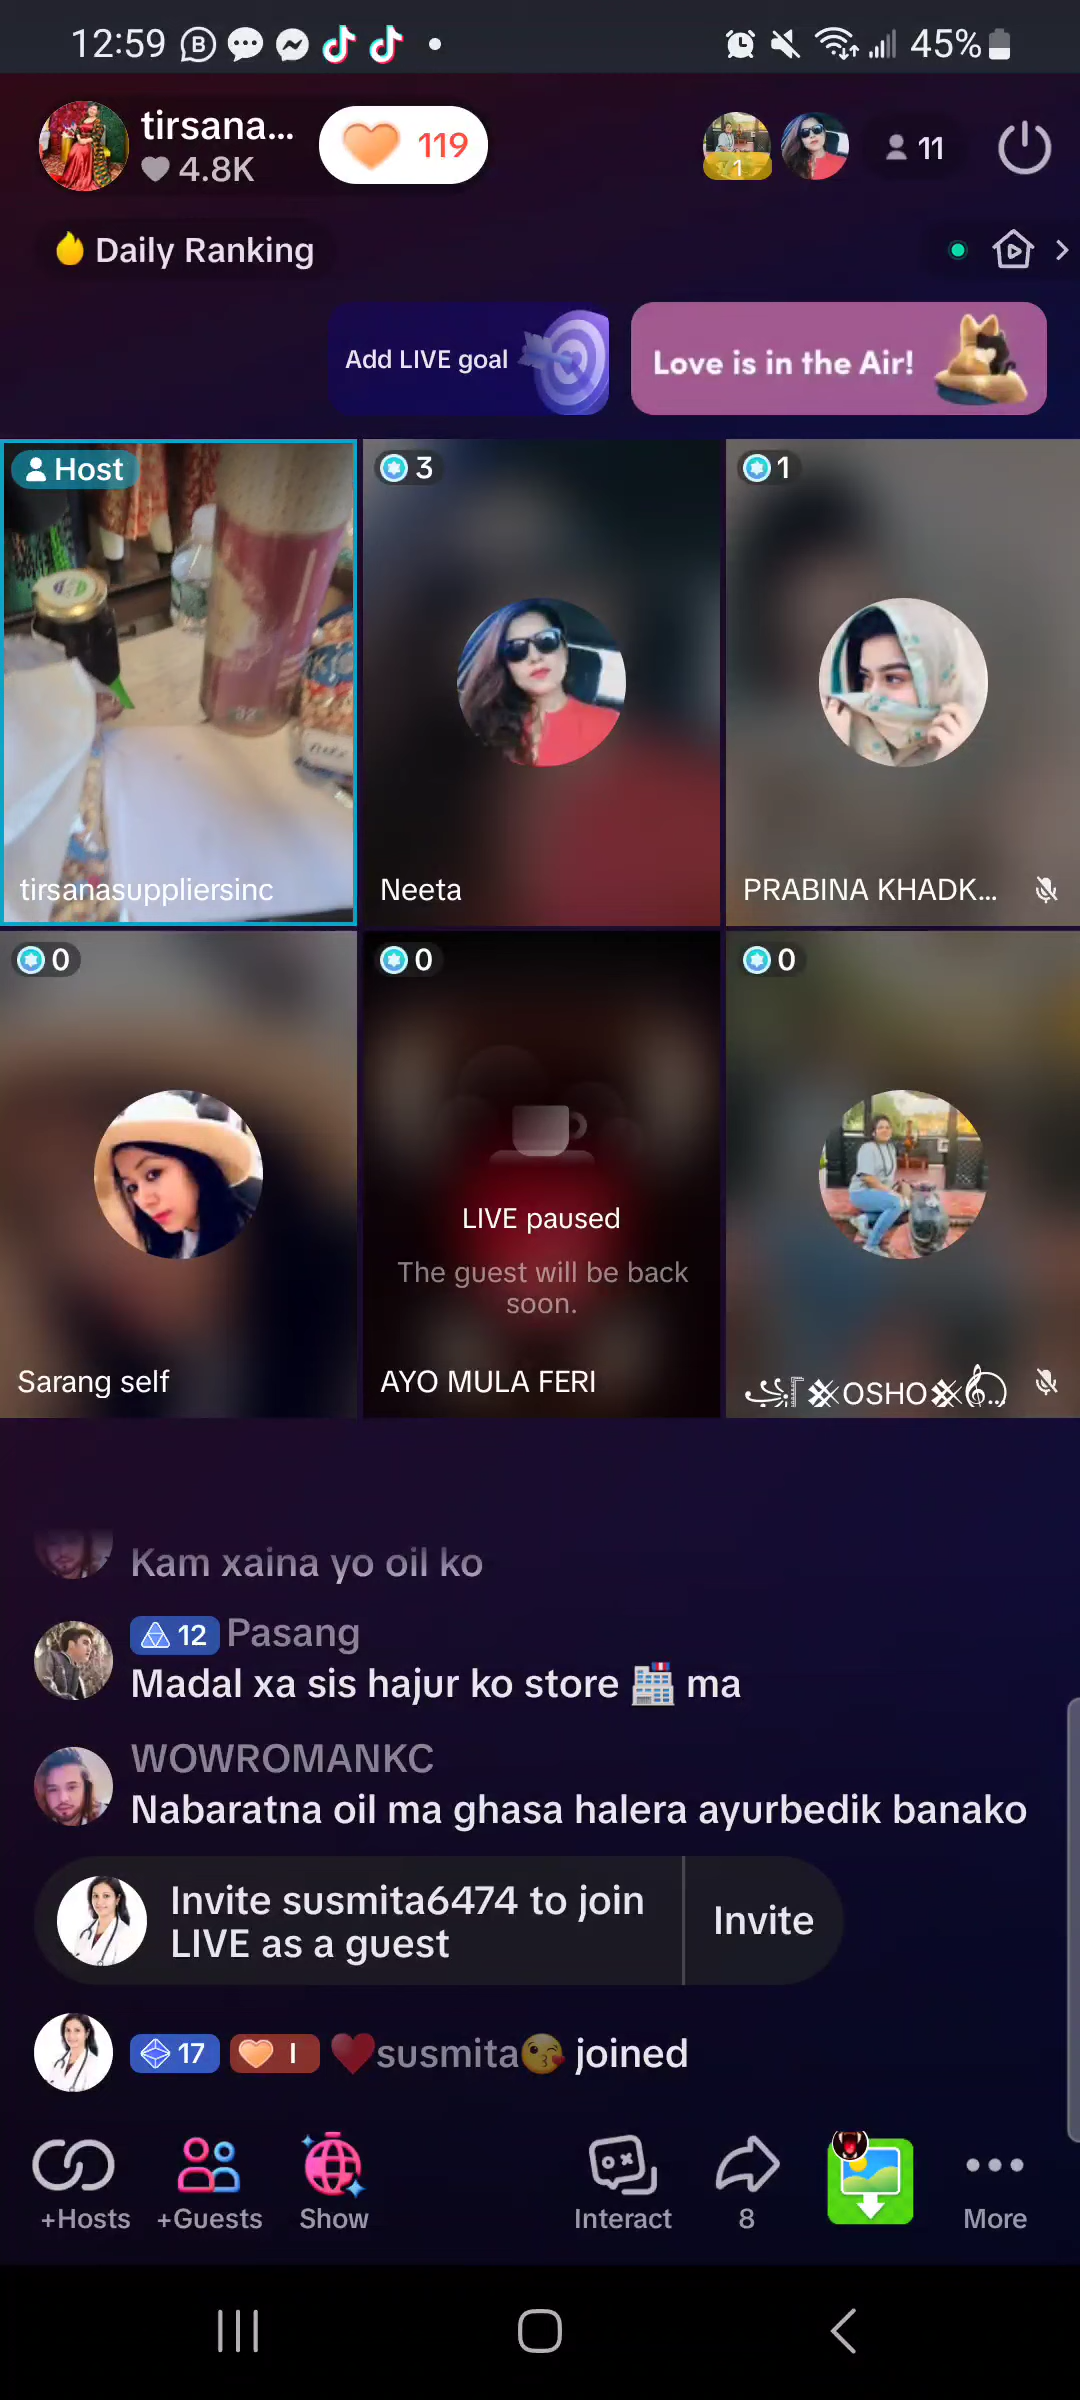 12:59
45%
tirsana...
4.8K
119
1
11
Daily Ranking
Add LIVE goal
Love is in the Air!
Host
tirsanasuppliersinc
3
Neeta
1
PRABINA KHADK...
0
Sarang self
0
LIVE paused
The guest will be back
soon.
AYO MULA FERI
0
OSHO
Kam xaina yo oil ko
12 Pasang
Madal xa sis hajur ko store 🏪 ma
WOWROMANKC
Nabaratna oil ma ghasa halera ayurbedik banako
Invite susmita6474 to join
LIVE as a guest
Invite
17 I ❤️susmita😘 joined
+Hosts
+Guests
Show
Interact
8
More